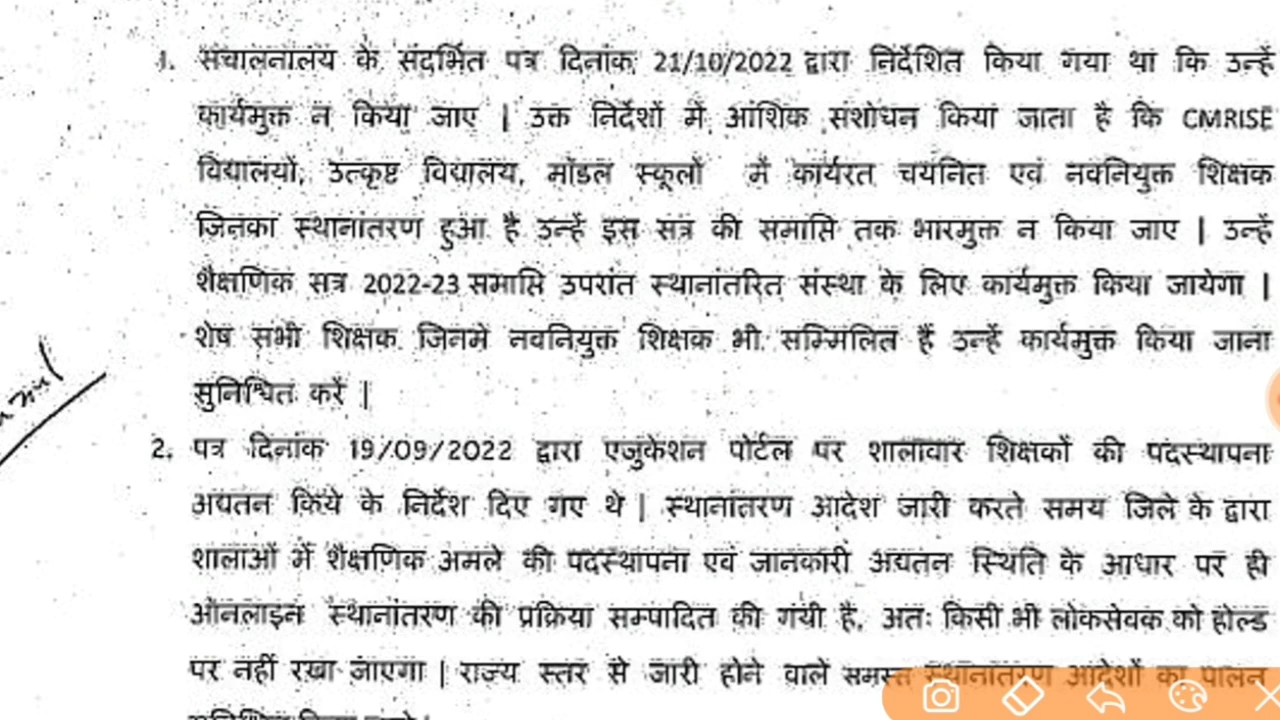 1. संचालनालय के संदर्भित पत्र दिनांक 21/10/2022 द्वारा निर्देशित किया गया था कि उन्हें
कार्यमुक्त न किया जाए | उक्त निर्देशों में आंशिक संशोधन किया जाता है कि CMRISE
विद्यालयों, उत्कृष्ट विद्यालय, मॉडल स्कूलों में कार्यरत चयनित एवं नवनियुक्त शिक्षक
जिनका स्थानांतरण हुआ है उन्हें इस सत्र की समाप्ति तक भारमुक्त न किया जाए | उन्हें
शैक्षणिक सत्र 2022-23 समाप्ति उपरांत स्थानांतरित संस्था के लिए कार्यमुक्त किया जायेगा |
शेष सभी शिक्षक जिनमे नवनियुक्त शिक्षक भी सम्मिलित हैं उन्हें कार्यमुक्त किया जाना
सुनिश्चित करें |
2. पत्र दिनांक 19/09/2022 द्वारा एजुकेशन पोर्टल पर शालावार शिक्षकों की पदस्थापना
अद्यतन किये के निर्देश दिए गए थे | स्थानांतरण आदेश जारी करते समय जिले के द्वारा
शालाओं में शैक्षणिक अमले की पदस्थापना एवं जानकारी अद्यतन स्थिति के आधार पर ही
ऑनलाइन स्थानांतरण की प्रक्रिया सम्पादित की गयी है, अतः किसी भी लोकसेवक को होल्ड
पर नहीं रखा जाएगा | राज्य स्तर से जारी होने वाले समस्त स्थानांतरण आदेशों का पालन